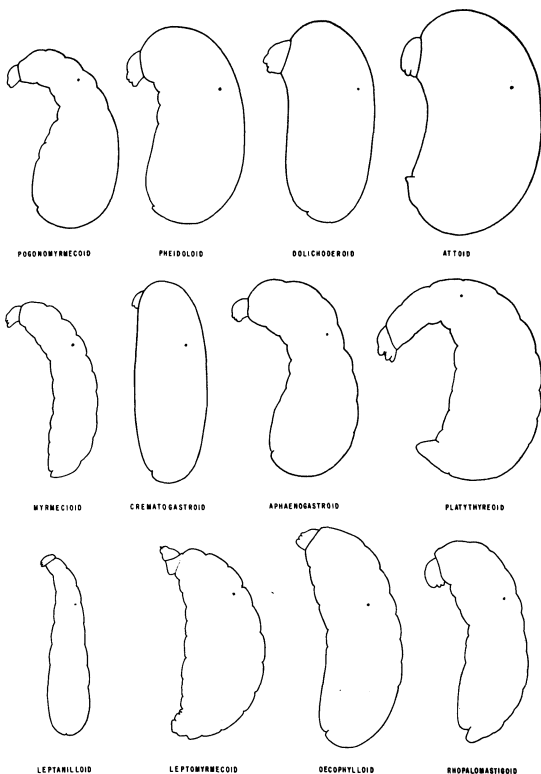 POGONOMYRMECOID PHEIDOLOID DOLICHODEROID ATTOID
MYRMECIOID CREMATOGASTROID APHAENOGASTROID PLATYTHYREOID
LEPTANILLOID LEPTOMYRMECOID OECOPHYLLOID RHOPALOMASTIGOID